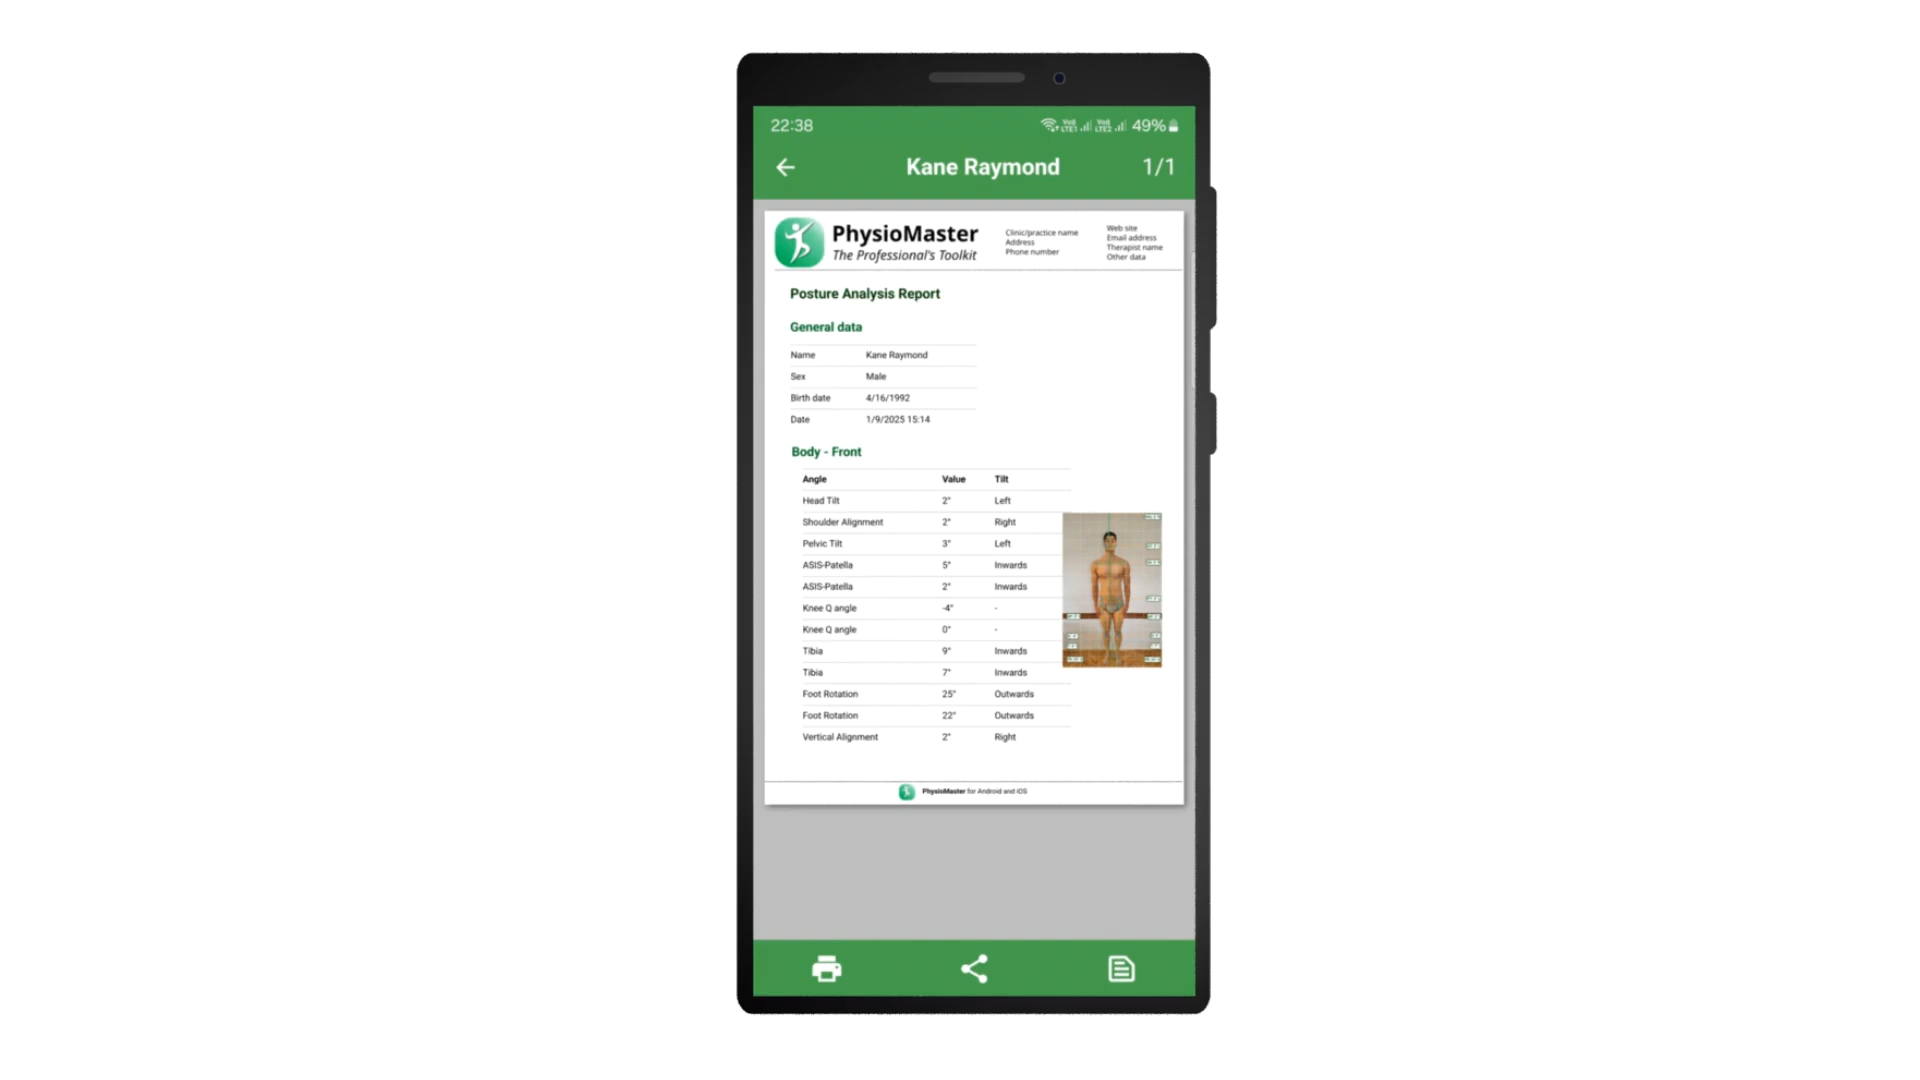 22:38 Vo) LTE1 Vo) LTE2 49%
Kane Raymond 1/1
PhysioMaster
The Professional's Toolkit
Clinic/practice name
Address
Phone number
Web site
Email address
Therapist name
Other data
Posture Analysis Report
General data
Name Kane Raymond
Sex Male
Birth date 4/16/1992
Date 1/9/2025 15:14
Body - Front
Angle Value Tilt
Head Tilt 2° Left
Shoulder Alignment 2° Right
Pelvic Tilt 3° Left
ASIS-Patella 5° Inwards
ASIS-Patella 2° Inwards
Knee Q angle -4° -
Knee Q angle 0° -
Tibia 9° Inwards
Tibia 7° Inwards
Foot Rotation 25° Outwards
Foot Rotation 22° Outwards
Vertical Alignment 2° Right
PhysioMaster for Android and iOS